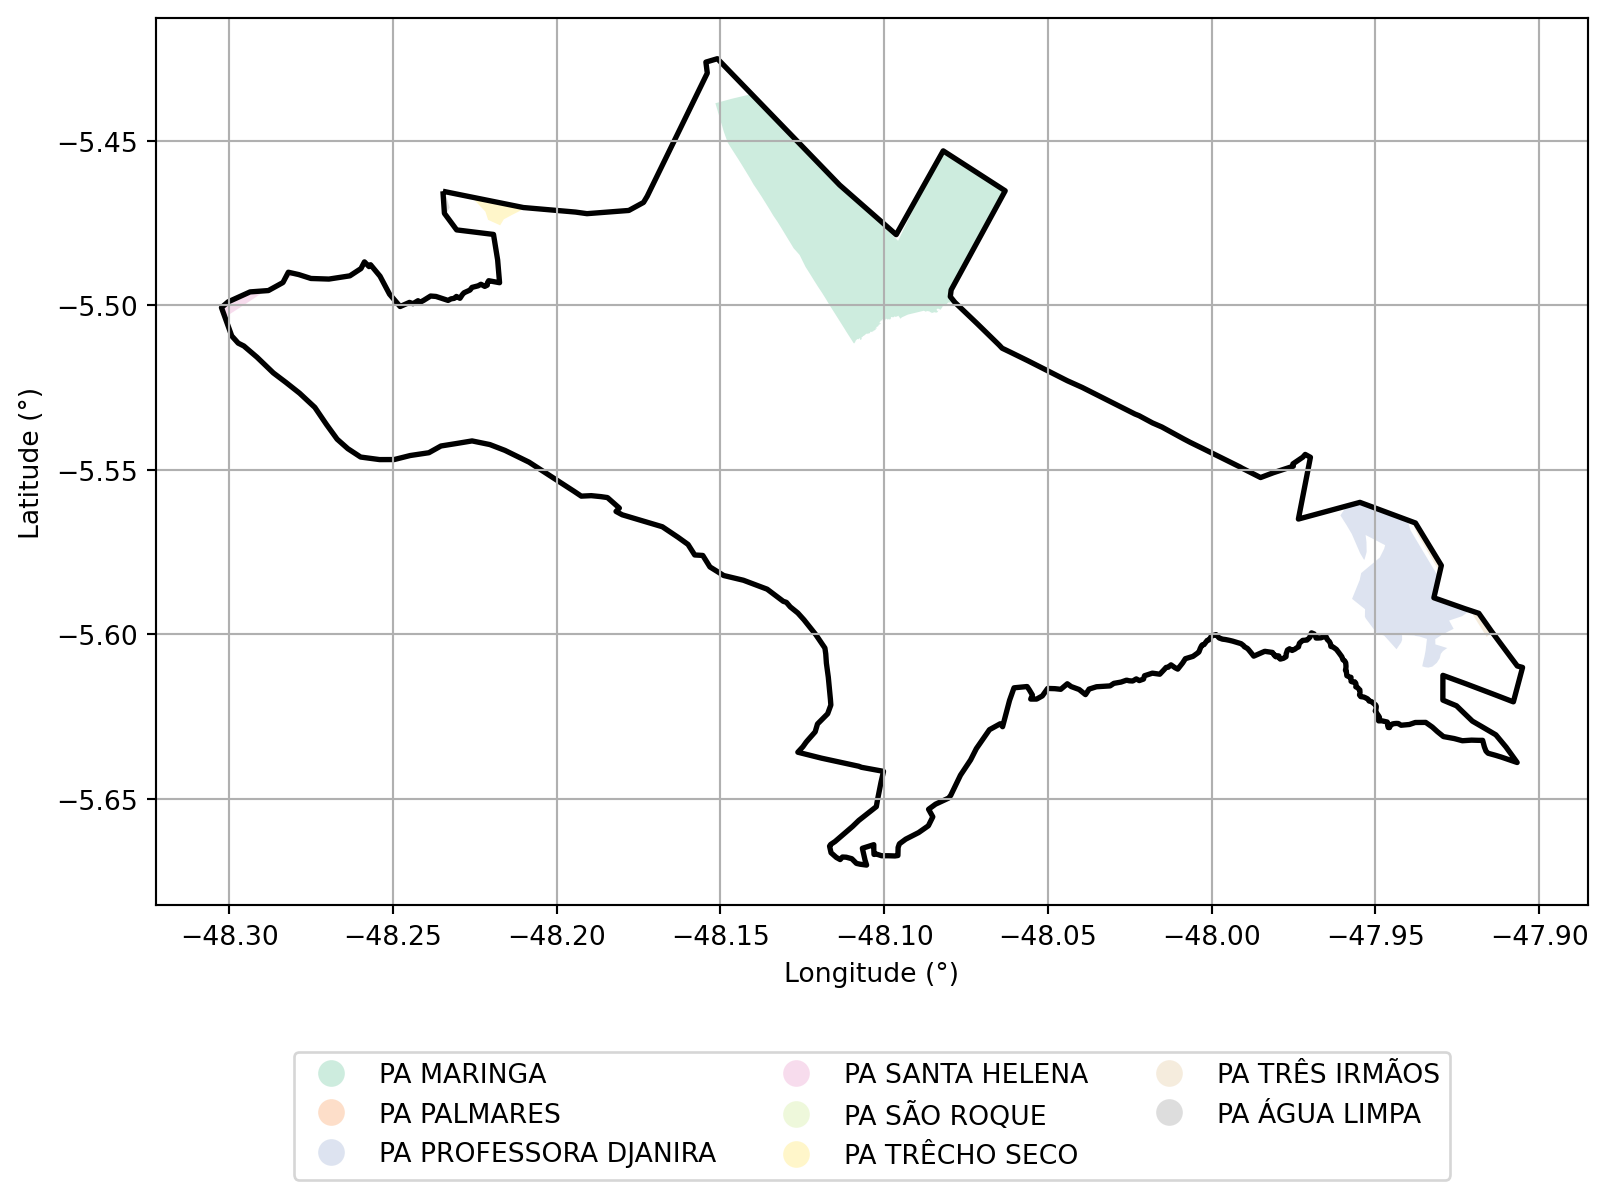 −5.45
−5.50
−5.55
−5.60
−5.65
Latitude (°)
−48.30 −48.25 −48.20 −48.15 −48.10 −48.05 −48.00 −47.95 −47.90
Longitude (°)
PA MARINGA PA SANTA HELENA PA TRÊS IRMÃOS
PA PALMARES PA SÃO ROQUE PA ÁGUA LIMPA
PA PROFESSORA DJANIRA PA TRÊCHO SECO